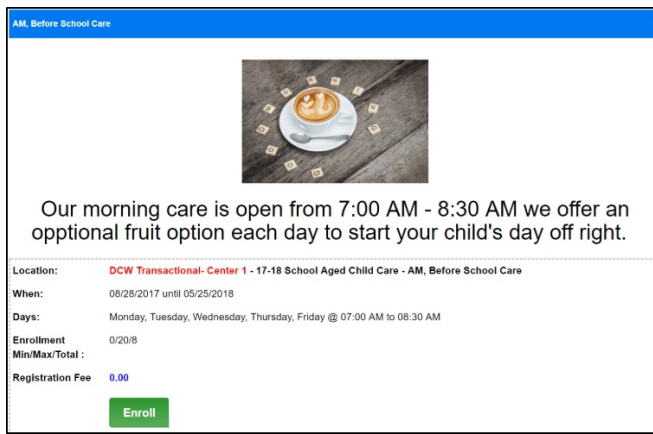 AM, Before School Care
Our morning care is open from 7:00 AM - 8:30 AM we offer an
opptional fruit option each day to start your child's day off right.
Location: DCW Transactional- Center 1 - 17-18 School Aged Child Care - AM, Before School Care
When: 08/28/2017 until 05/25/2018
Days: Monday, Tuesday, Wednesday, Thursday, Friday @ 07:00 AM to 08:30 AM
Enrollment 0/20/8
Min/Max/Total :
Registration Fee 0.00
Enroll